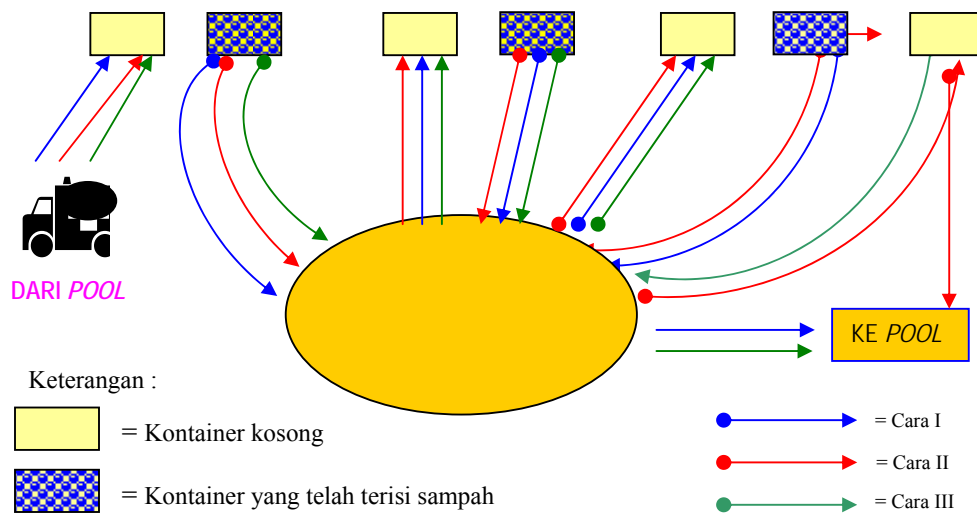 DARI POOL
KE POOL
Keterangan :
= Kontainer kosong
= Kontainer yang telah terisi sampah
= Cara I
= Cara II
= Cara III